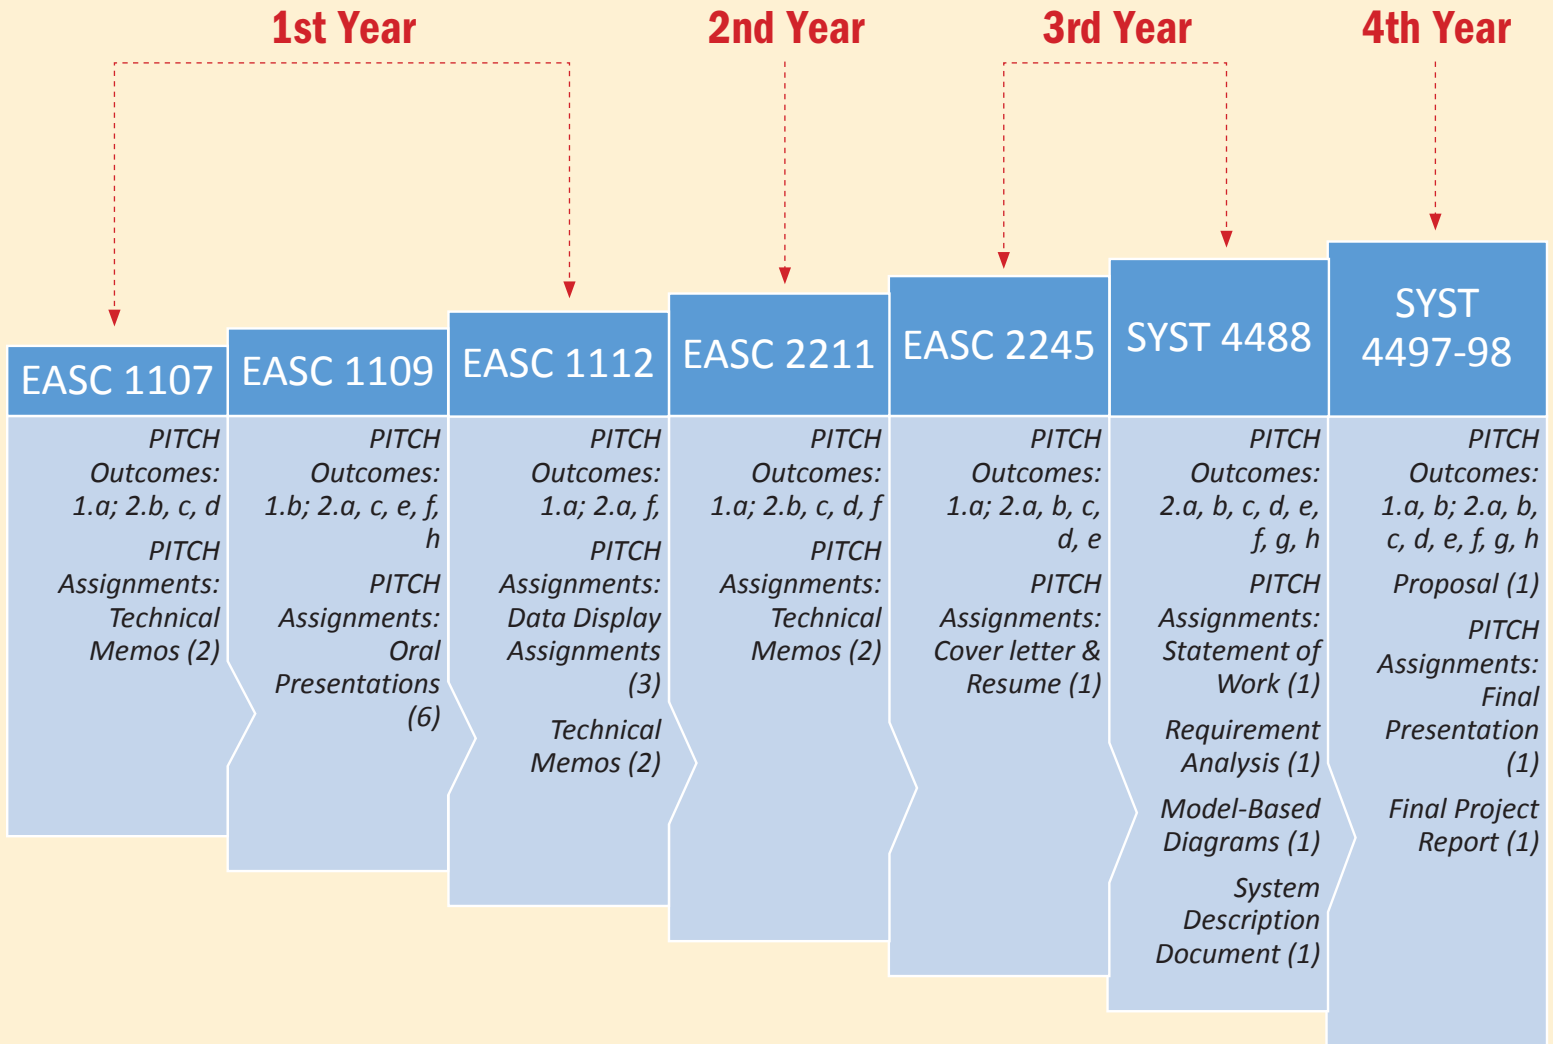 1st Year
2nd Year
3rd Year
4th Year
EASC 1107
PITCH
Outcomes:
1.a; 2.b, c, d
PITCH
Assignments:
Technical
Memos (2)
EASC 1109
PITCH
Outcomes:
1.b; 2.a, c, e, f,
h
PITCH
Assignments:
Oral
Presentations
(6)
EASC 1112
PITCH
Outcomes:
1.a; 2.a, f,
PITCH
Assignments:
Data Display
Assignments
(3)
Technical
Memos (2)
EASC 2211
PITCH
Outcomes:
1.a; 2.b, c, d, f
PITCH
Assignments:
Technical
Memos (2)
EASC 2245
PITCH
Outcomes:
1.a; 2.a, b, c,
d, e
PITCH
Assignments:
Cover letter &
Resume (1)
SYST 4488
PITCH
Outcomes:
2.a, b, c, d, e,
f, g, h
PITCH
Assignments:
Statement of
Work (1)
Requirement
Analysis (1)
Model-Based
Diagrams (1)
System
Description
Document (1)
SYST
4497-98
PITCH
Outcomes:
1.a, b; 2.a, b,
c, d, e, f, g, h
Proposal (1)
PITCH
Assignments:
Final
Presentation
(1)
Final Project
Report (1)